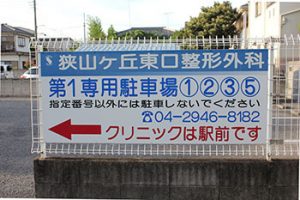 狭山ヶ丘東口整形外科
第1専用駐車場①②③⑤
指定番号以外には駐車しないでください
☎04-2946-8182
クリニックは駅前です